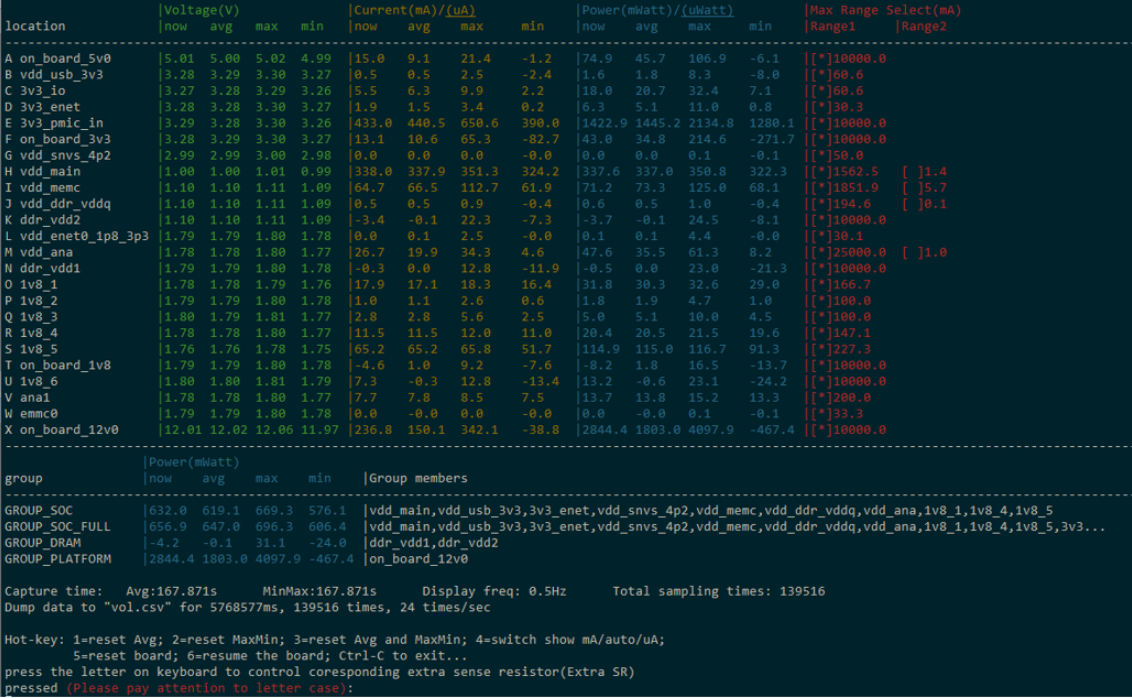 |Voltage(V) |Current(mA)/(uA) |Power(mWatt)/(uWatt) |Max Range Select(mA)
location |now avg max min |now avg max min |now avg max min |Range1 |Range2
A on_board_5v0 |5.01 5.00 5.02 4.99 |15.0 9.1 21.4 -1.2 |74.9 45.7 106.9 -6.1 |[*]10000.0
B vdd_usb_3v3 |3.28 3.29 3.30 3.27 |0.5 0.5 2.5 -2.4 |1.6 1.8 8.3 -8.0 |[*]60.6
C 3v3_io |3.27 3.28 3.29 3.26 |5.5 6.3 9.9 2.2 |18.0 20.7 32.4 7.1 |[*]60.6
D 3v3_enet |3.28 3.28 3.30 3.27 |1.9 1.5 3.4 0.2 |6.3 5.1 11.0 0.8 |[*]30.3
E 3v3_pmic_in |3.29 3.28 3.30 3.26 |433.0 440.5 650.6 390.0 |1422.9 1445.2 2134.8 1280.1 |[*]10000.0
F on_board_3v3 |3.28 3.29 3.30 3.27 |13.1 10.6 65.3 -82.7 |43.0 34.8 214.6 -271.7 |[*]10000.0
G vdd_snvs_4p2 |2.99 2.99 3.00 2.98 |0.0 0.0 0.0 -0.0 |0.0 0.0 0.1 -0.1 |[*]50.0
H vdd_main |1.00 1.00 1.01 0.99 |338.0 337.9 351.3 324.2 |337.6 337.0 350.8 322.3 |[*]1562.5 [ ]1.4
I vdd_memc |1.10 1.10 1.11 1.09 |64.7 66.5 112.7 61.9 |71.2 73.3 125.0 68.1 |[*]1851.9 [ ]5.7
J vdd_ddr_vddq |1.10 1.10 1.11 1.09 |0.5 0.5 0.9 -0.4 |0.6 0.5 1.0 -0.4 |[*]194.6 [ ]0.1
K ddr_vdd2 |1.10 1.10 1.11 1.09 |-3.4 -0.1 22.3 -7.3 |-3.7 -0.1 24.5 -8.1 |[*]10000.0
L vdd_enet0_1p8_3p3 |1.79 1.79 1.80 1.78 |0.0 0.1 2.5 -0.0 |0.1 0.1 4.4 -0.0 |[*]30.1
M vdd_ana |1.78 1.78 1.80 1.77 |26.7 19.9 34.3 4.6 |47.6 35.5 61.3 8.2 |[*]25000.0 [ ]1.0
N ddr_vdd1 |1.79 1.79 1.80 1.78 |-0.3 0.0 12.8 -11.9 |-0.5 0.0 23.0 -21.3 |[*]10000.0
O 1v8_1 |1.78 1.78 1.79 1.76 |17.9 17.1 18.3 16.4 |31.8 30.3 32.6 29.0 |[*]166.7
P 1v8_2 |1.79 1.79 1.80 1.78 |1.0 1.1 2.6 0.6 |1.8 1.9 4.7 1.0 |[*]100.0
Q 1v8_3 |1.80 1.79 1.81 1.77 |2.8 2.8 5.6 2.5 |5.0 5.1 10.0 4.5 |[*]100.0
R 1v8_4 |1.78 1.78 1.80 1.77 |11.5 11.5 12.0 11.0 |20.4 20.5 21.5 19.6 |[*]147.1
S 1v8_5 |1.76 1.76 1.78 1.75 |65.2 65.2 65.8 51.7 |114.9 115.0 116.7 91.3 |[*]227.3
T on_board_1v8 |1.79 1.79 1.80 1.78 |-4.6 1.0 9.2 -7.6 |-8.2 1.8 16.5 -13.7 |[*]10000.0
U 1v8_6 |1.80 1.80 1.81 1.79 |7.3 -0.3 12.8 -13.4 |13.2 -0.6 23.1 -24.2 |[*]10000.0
V ana1 |1.78 1.78 1.80 1.77 |7.7 7.8 8.5 7.5 |13.7 13.8 15.2 13.3 |[*]200.0
W emmc0 |1.79 1.79 1.80 1.78 |0.0 -0.0 0.0 -0.0 |0.0 -0.0 0.1 -0.1 |[*]33.3
X on_board_12v0 |12.01 12.02 12.06 11.97 |236.8 150.1 342.1 -38.8 |2844.4 1803.0 4097.9 -467.4 |[*]10000.0
|Power(mWatt)
group |now avg max min |Group members
GROUP_SOC |632.0 619.1 669.3 576.1 |vdd_main,vdd_usb_3v3,3v3_enet,vdd_snvs_4p2,vdd_memc,vdd_ddr_vddq,vdd_ana,1v8_1,1v8_4,1v8_5
GROUP_SOC_FULL |656.9 647.0 696.3 606.4 |vdd_main,vdd_usb_3v3,3v3_enet,vdd_snvs_4p2,vdd_memc,vdd_ddr_vddq,vdd_ana,1v8_1,1v8_4,1v8_5,3v3...
GROUP_DRAM |-4.2 -0.1 31.1 -24.0 |ddr_vdd1,ddr_vdd2
GROUP_PLATFORM |2844.4 1803.0 4097.9 -467.4 |on_board_12v0
Capture time: Avg:167.871s MinMax:167.871s Display freq: 0.5Hz Total sampling times: 139516
Dump data to "vol.csv" for 5768577ms, 139516 times, 24 times/sec
Hot-key: 1=reset Avg; 2=reset MaxMin; 3=reset Avg and MaxMin; 4=switch show mA/auto/uA;
5=reset board; 6=resume the board; Ctrl-C to exit...
press the letter on keyboard to control coresponding extra sense resistor(Extra SR)
pressed (Please pay attention to letter case):